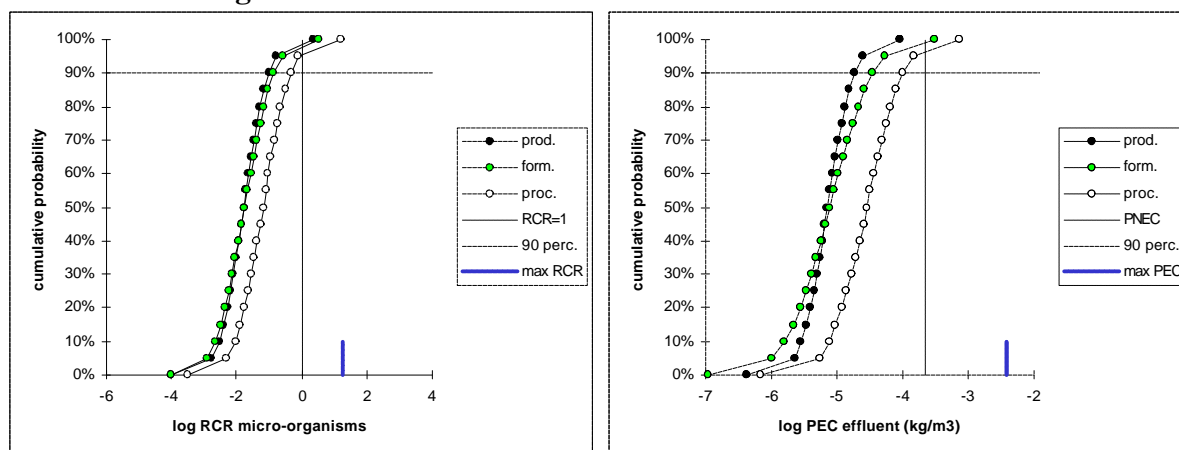 100%
90%
80%
70%
60%
50%
40%
30%
20%
10%
0%
cumulative probability
-4
-2
0
2
4
log RCR micro-organisms
prod.
form.
proc.
RCR=1
90 perc.
max RCR
100%
90%
80%
70%
60%
50%
40%
30%
20%
10%
0%
cumulative probability
-7
-6
-5
-4
-3
-2
log PEC effluent (kg/m3)
prod.
form.
proc.
PNEC
90 perc.
max PEC